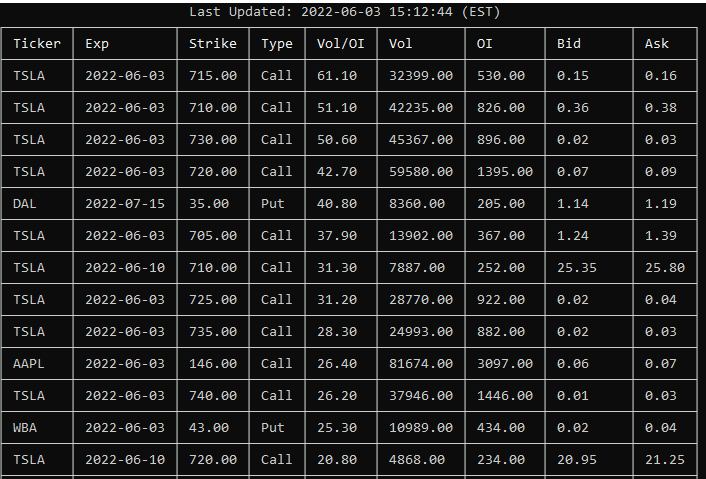 Last Updated: 2022-06-03 15:12:44 (EST)
Ticker Exp Strike Type Vol/OI Vol OI Bid Ask
TSLA 2022-06-03 715.00 Call 61.10 32399.00 530.00 0.15 0.16
TSLA 2022-06-03 710.00 Call 51.10 42235.00 826.00 0.36 0.38
TSLA 2022-06-03 730.00 Call 50.60 45367.00 896.00 0.02 0.03
TSLA 2022-06-03 720.00 Call 42.70 59580.00 1395.00 0.07 0.09
DAL 2022-07-15 35.00 Put 40.80 8360.00 205.00 1.14 1.19
TSLA 2022-06-03 705.00 Call 37.90 13902.00 367.00 1.24 1.39
TSLA 2022-06-10 710.00 Call 31.30 7887.00 252.00 25.35 25.80
TSLA 2022-06-03 725.00 Call 31.20 28770.00 922.00 0.02 0.04
TSLA 2022-06-03 735.00 Call 28.30 24993.00 882.00 0.02 0.03
AAPL 2022-06-03 146.00 Call 26.40 81674.00 3097.00 0.06 0.07
TSLA 2022-06-03 740.00 Call 26.20 37946.00 1446.00 0.01 0.03
WBA 2022-06-03 43.00 Put 25.30 10989.00 434.00 0.02 0.04
TSLA 2022-06-10 720.00 Call 20.80 4868.00 234.00 20.95 21.25